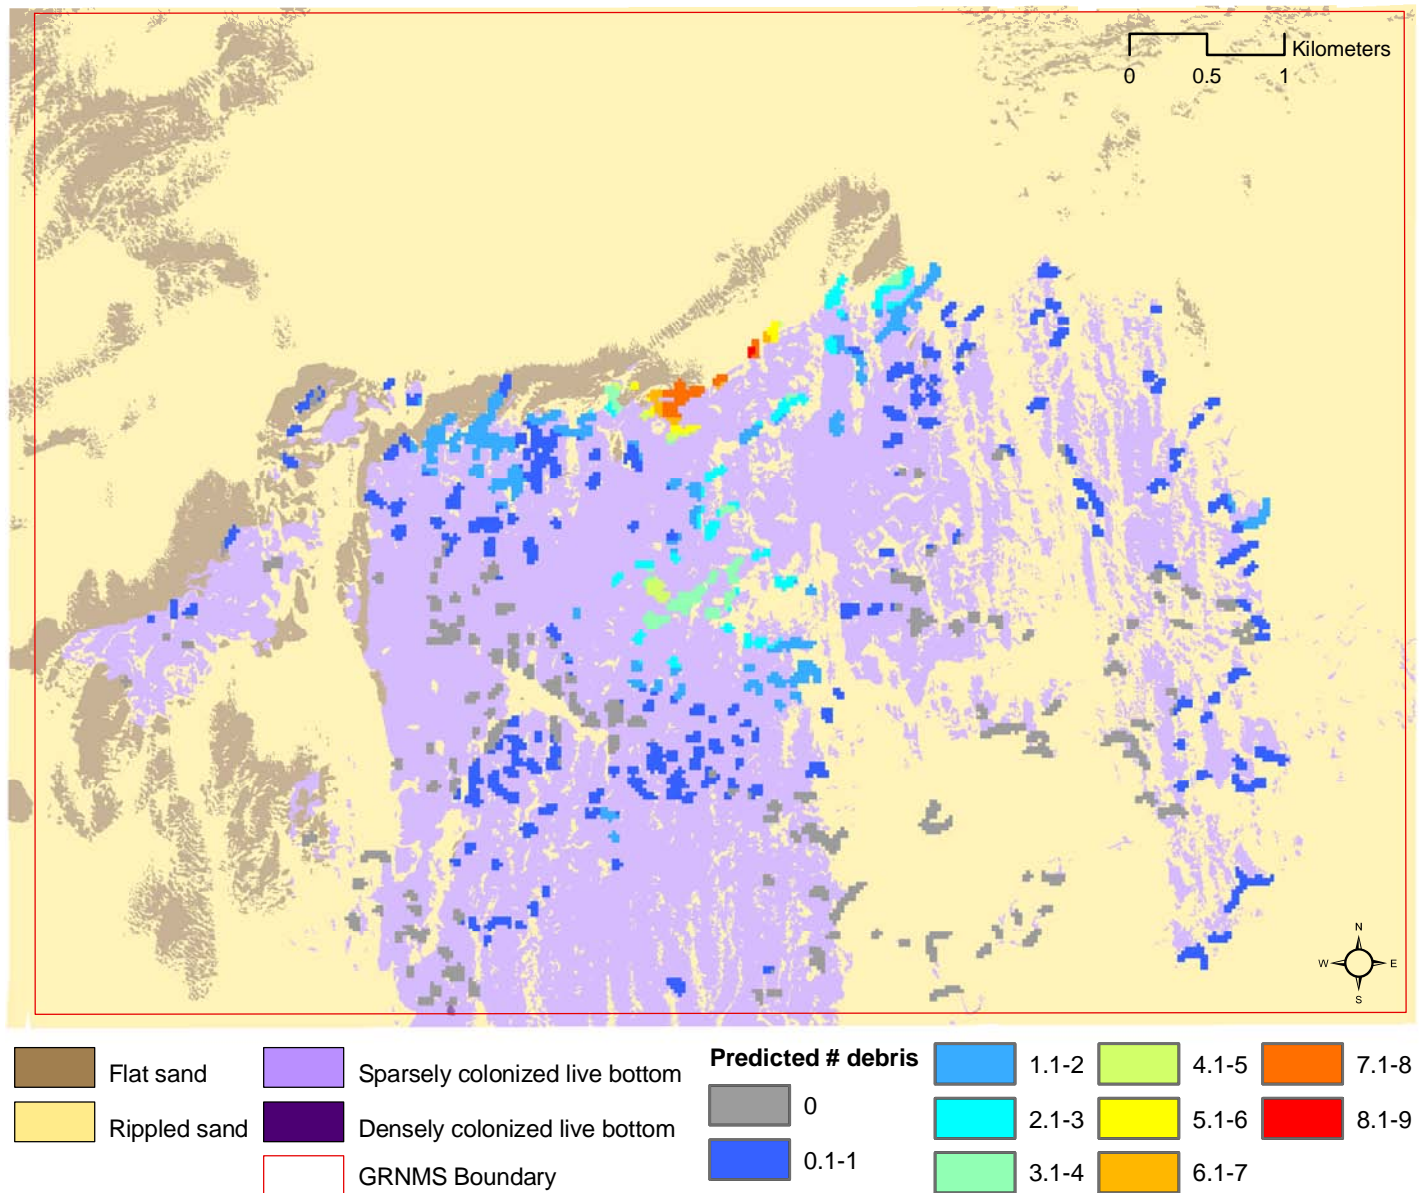 Kilometers
0 0.5 1
N
W E
S
Flat sand
Rippled sand
Sparsely colonized live bottom
Densely colonized live bottom
GRNMS Boundary
Predicted # debris
0
0.1-1
1.1-2
2.1-3
3.1-4
4.1-5
5.1-6
6.1-7
7.1-8
8.1-9